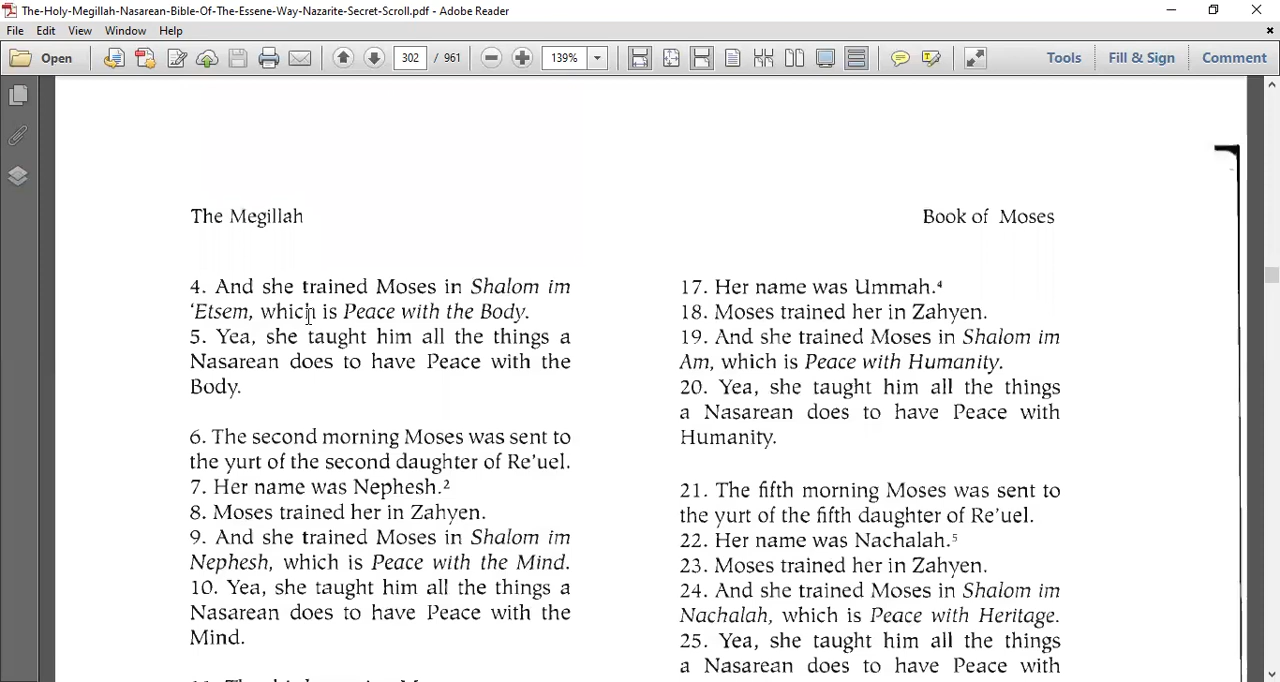 The-Holy-Megillah-Nasarean-Bible-Of-The-Essene-Way-Nazarite-Secret-Scroll.pdf - Adobe Reader
File Edit View Window Help
Open 302 / 961 139% Tools Fill & Sign Comment
The Megillah
4. And she trained Moses in Shalom im
‘Etsem, which is Peace with the Body.
5. Yea, she taught him all the things a
Nasarean does to have Peace with the
Body.
6. The second morning Moses was sent to
the yurt of the second daughter of Re’uel.
7. Her name was Nephesh.²
8. Moses trained her in Zahyen.
9. And she trained Moses in Shalom im
Nephesh, which is Peace with the Mind.
10. Yea, she taught him all the things a
Nasarean does to have Peace with the
Mind.
Book of Moses
17. Her name was Ummah.⁴
18. Moses trained her in Zahyen.
19. And she trained Moses in Shalom im
Am, which is Peace with Humanity.
20. Yea, she taught him all the things
a Nasarean does to have Peace with
Humanity.
21. The fifth morning Moses was sent to
the yurt of the fifth daughter of Re’uel.
22. Her name was Nachalah.⁵
23. Moses trained her in Zahyen.
24. And she trained Moses in Shalom im
Nachalah, which is Peace with Heritage.
25. Yea, she taught him all the things
a Nasarean does to have Peace with